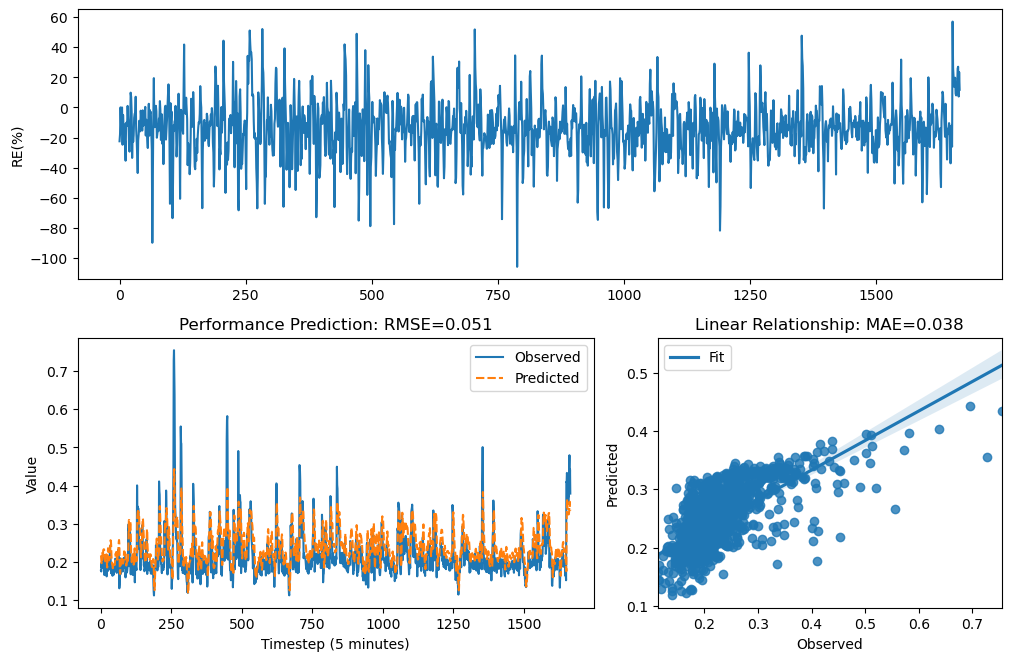 RE(%)
60
40
20
0
−20
−40
−60
−80
−100
0 250 500 750 1000 1250 1500
Performance Prediction: RMSE=0.051
Value
0.7
0.6
0.5
0.4
0.3
0.2
0.1
Observed
Predicted
0 250 500 750 1000 1250 1500
Timestep (5 minutes)
Linear Relationship: MAE=0.038
Predicted
0.5
0.4
0.3
0.2
0.1
Fit
0.2 0.3 0.4 0.5 0.6 0.7
Observed